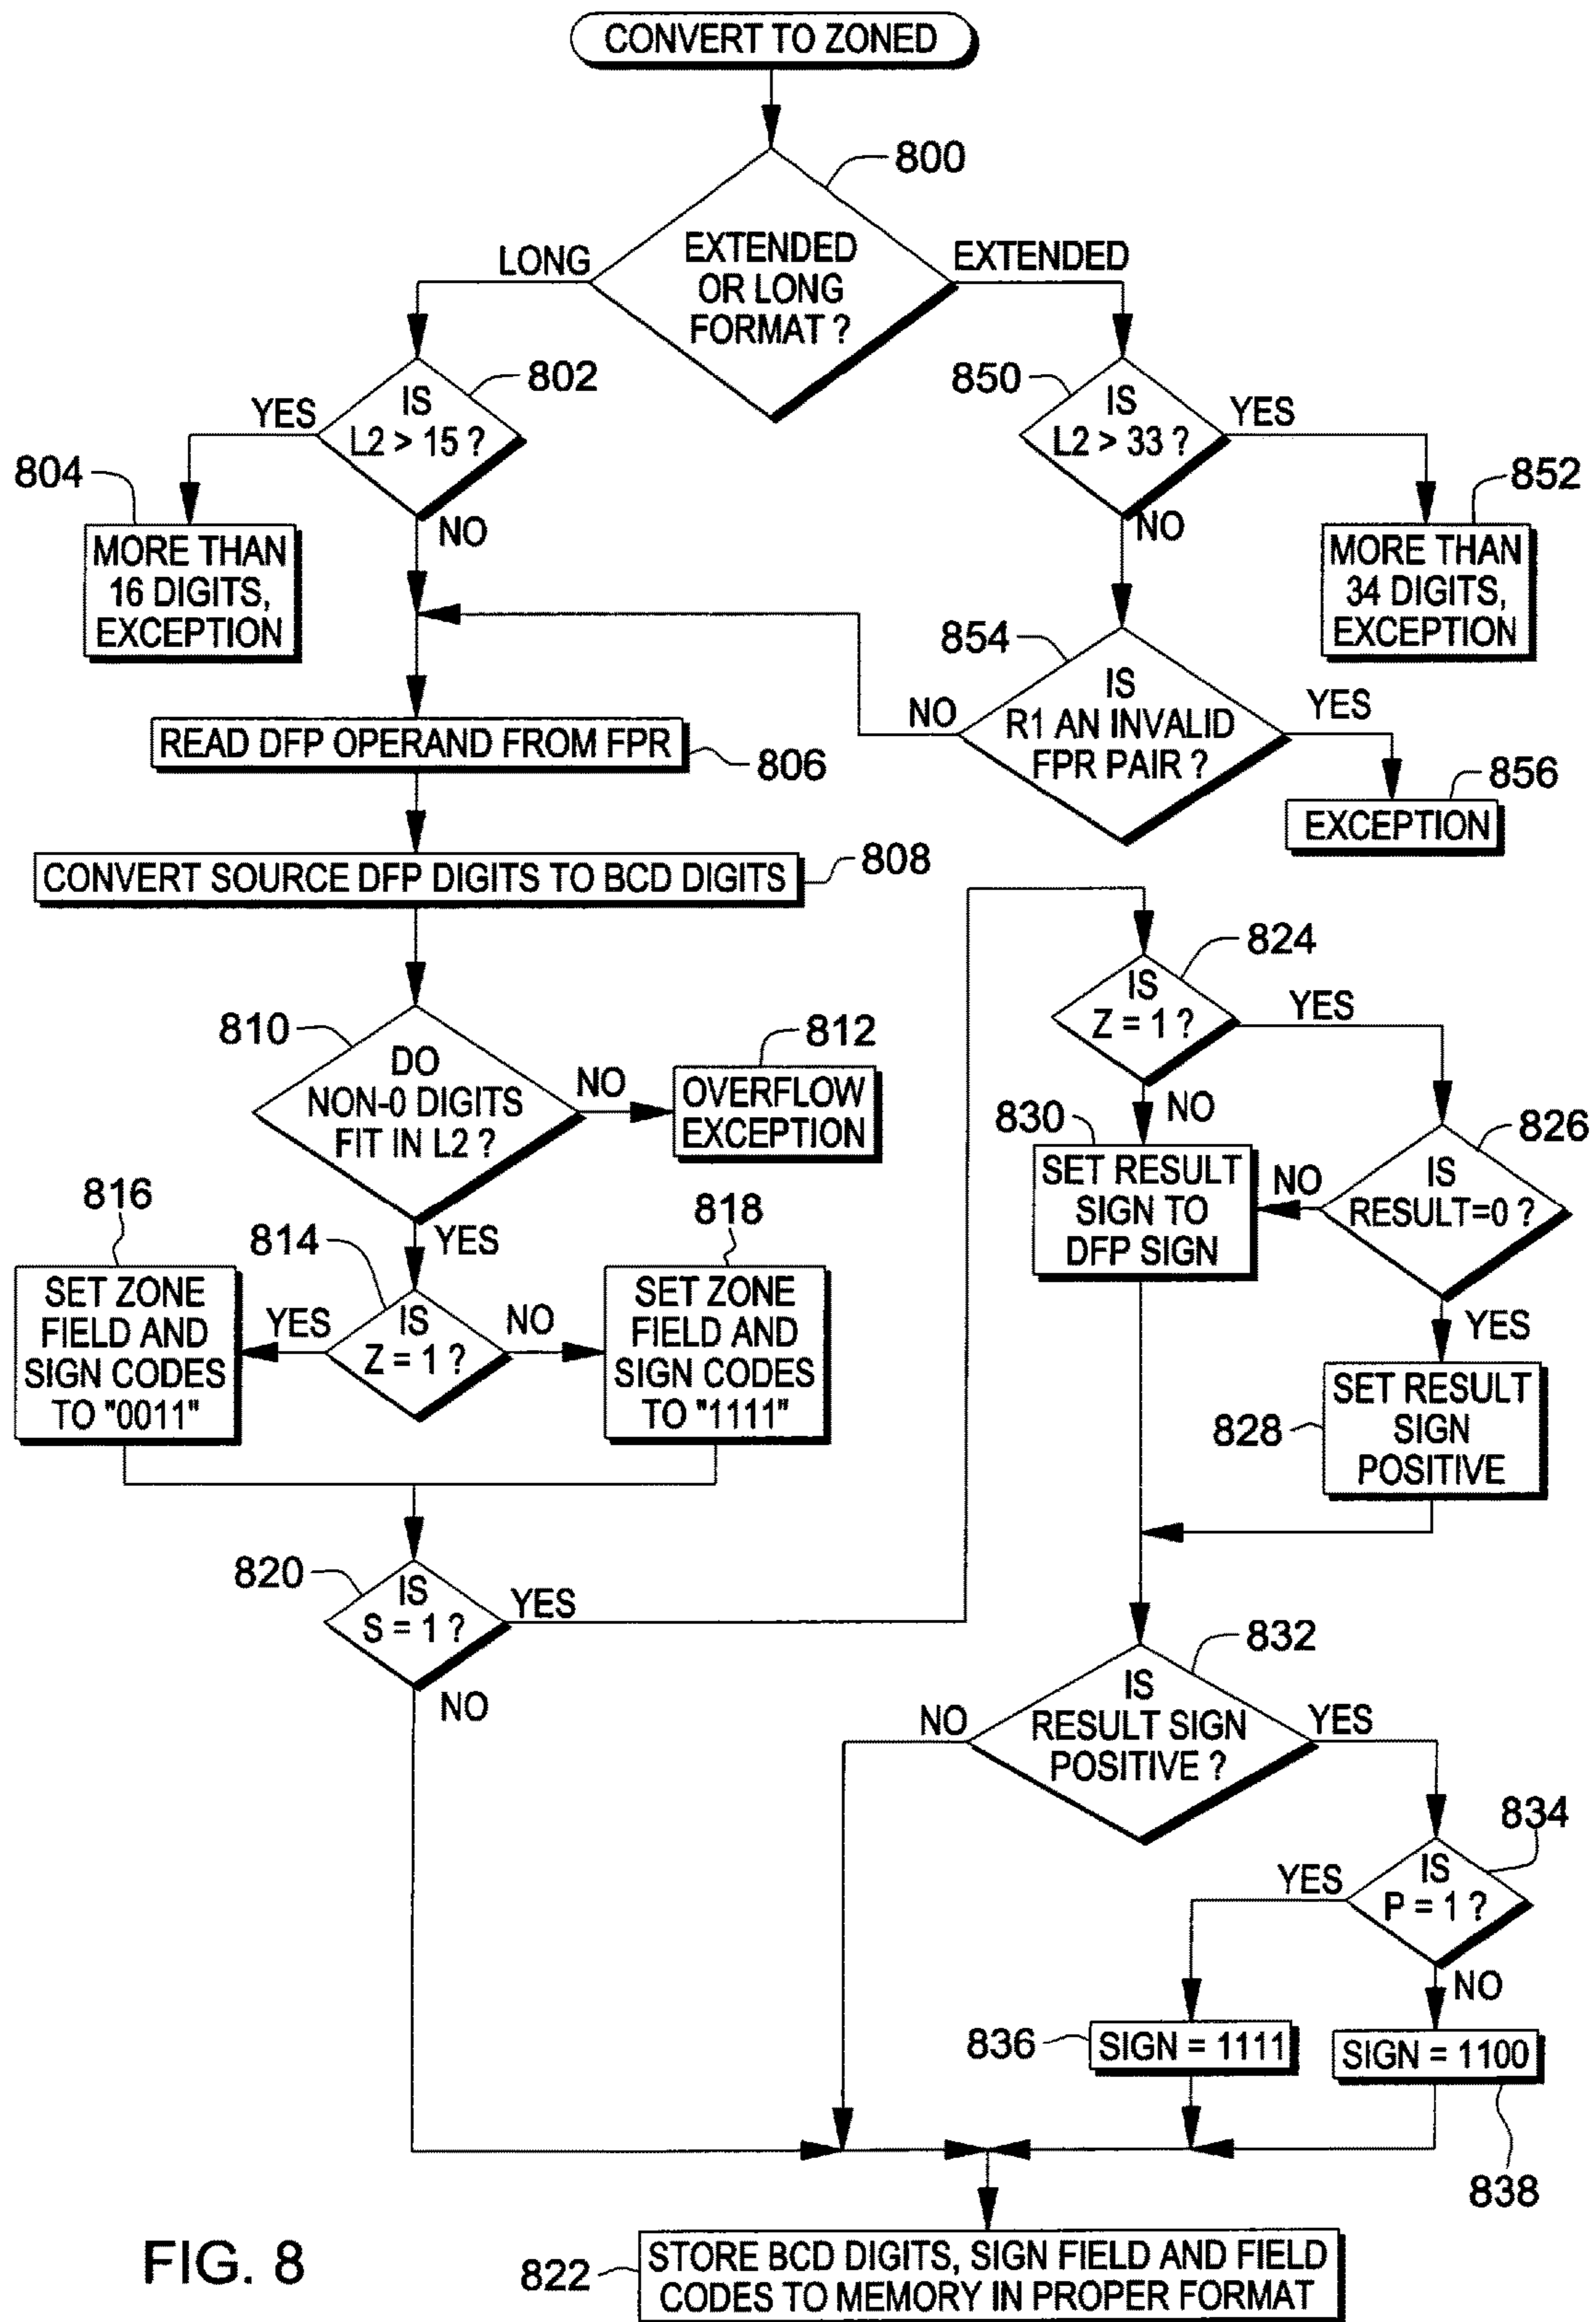 CONVERT TO ZONED
800
EXTENDED
OR LONG
FORMAT ?
LONG
EXTENDED
802
IS
L2 > 15 ?
YES
NO
804
MORE THAN
16 DIGITS,
EXCEPTION
850
IS
L2 > 33 ?
YES
NO
852
MORE THAN
34 DIGITS,
EXCEPTION
854
IS
R1 AN INVALID
FPR PAIR ?
NO
YES
856
EXCEPTION
READ DFP OPERAND FROM FPR
806
CONVERT SOURCE DFP DIGITS TO BCD DIGITS
808
810
DO
NON-0 DIGITS
FIT IN L2 ?
NO
YES
812
OVERFLOW
EXCEPTION
814
IS
Z = 1 ?
YES
NO
816
SET ZONE
FIELD AND
SIGN CODES
TO "0011"
818
SET ZONE
FIELD AND
SIGN CODES
TO "1111"
820
IS
S = 1 ?
YES
NO
824
IS
Z = 1 ?
YES
NO
826
IS
RESULT=0 ?
NO
YES
830
SET RESULT
SIGN TO
DFP SIGN
828
SET RESULT
SIGN
POSITIVE
832
IS
RESULT SIGN
POSITIVE ?
NO
YES
834
IS
P = 1 ?
YES
NO
836
SIGN = 1111
SIGN = 1100
838
822
STORE BCD DIGITS, SIGN FIELD AND FIELD
CODES TO MEMORY IN PROPER FORMAT
FIG. 8